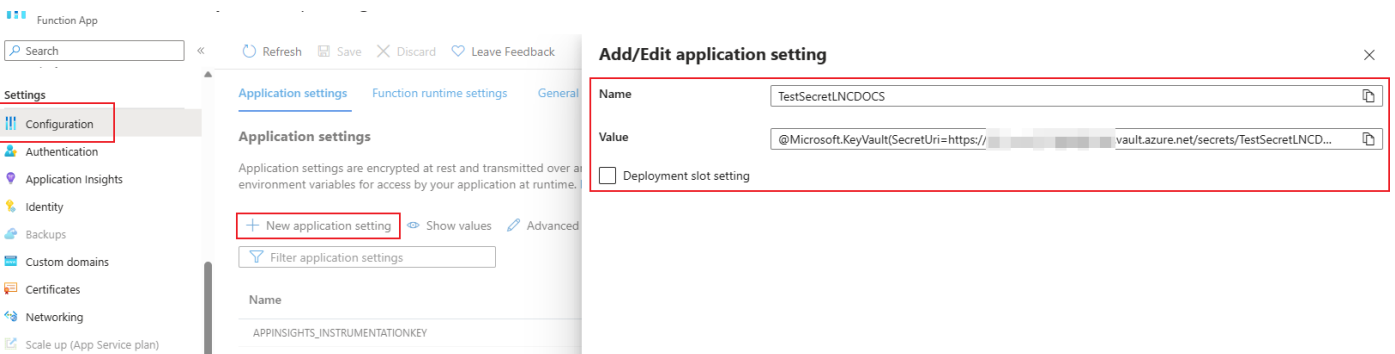 Function App
Search
«
Refresh Save Discard Leave Feedback
Settings
Configuration
Authentication
Application Insights
Identity
Backups
Custom domains
Certificates
Networking
Scale up (App Service plan)
Application settings Function runtime settings General
Application settings
Application settings are encrypted at rest and transmitted over a
environment variables for access by your application at runtime.
New application setting Show values Advanced
Filter application settings
Name
APPINSIGHTS_INSTRUMENTATIONKEY
Add/Edit application setting
Name
TestSecretLNCDOCS
Value
@Microsoft.KeyVault(SecretUri=https:// vault.azure.net/secrets/TestSecretLNCD...
Deployment slot setting